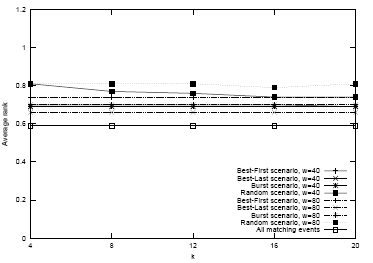 1.2
1
0.8
0.6
0.4
0.2
0
Average rank
4
8
12
16
20
k
Best-First scenario, w=40
Best-Last scenario, w=40
Burst scenario, w=40
Random scenario, w=40
Best-First scenario, w=80
Best-Last scenario, w=80
Burst scenario, w=80
Random scenario, w=80
All matching events